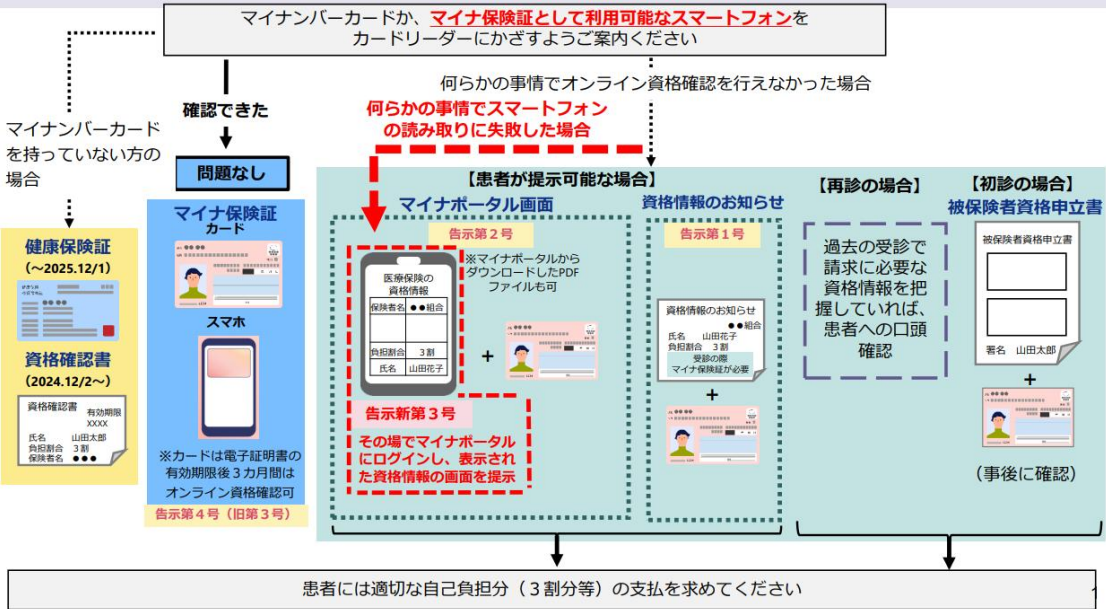 マイナンバーカードか、マイナ保険証として利用可能なスマートフォンを
カードリーダーにかざすようご案内ください
マイナンバーカード
を持っていない方の
場合
確認できた
何らかの事情でオンライン資格確認を行えなかった場合
何らかの事情でスマートフォン
の読み取りに失敗した場合
健康保険証
(～2025.12/1)
資格確認書
(2024.12/2～)
資格確認書
有効期限
XXXX
氏名 山田太郎
負担割合 3割
保険者名 ●●●
問題なし
マイナ保険証
カード
スマホ
※カードは電子証明書の
有効期限後３カ月間は
オンライン資格確認可
告示第４号（旧第３号）
【患者が提示可能な場合】
マイナポータル画面
告示第２号
医療保険の
資格情報
保険者名 ●●組合
負担割合 3割
氏名 山田花子
※マイナポータルから
ダウンロードしたPDF
ファイルも可
+
告示新第３号
その場でマイナポータル
にログインし、表示され
た資格情報の画面を提示
資格情報のお知らせ
告示第１号
資格情報のお知らせ
●●組合
氏名 山田花子
負担割合 3割
受診の際
マイナ保険証が必要
+
【再診の場合】
過去の受診で
請求に必要な
資格情報を把
握していれば、
患者への口頭
確認
【初診の場合】
被保険者資格申立書
被保険者資格申立書
署名 山田太郎
+
（事後に確認）
患者には適切な自己負担分（３割分等）の支払を求めてください